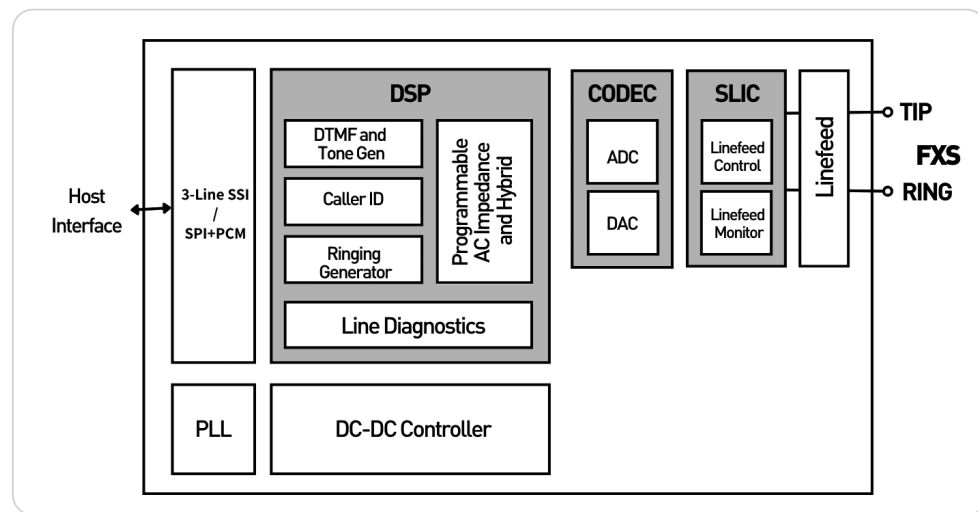 Host
Interface
3-Line SSI
/
SPI+PCM
DSP
DTMF and
Tone Gen
Caller ID
Ringing
Generator
Programmable
AC Impedance
and Hybrid
Line Diagnostics
CODEC
ADC
DAC
SLIC
Linefeed
Control
Linefeed
Monitor
Linefeed
TIP
FXS
RING
PLL
DC-DC Controller